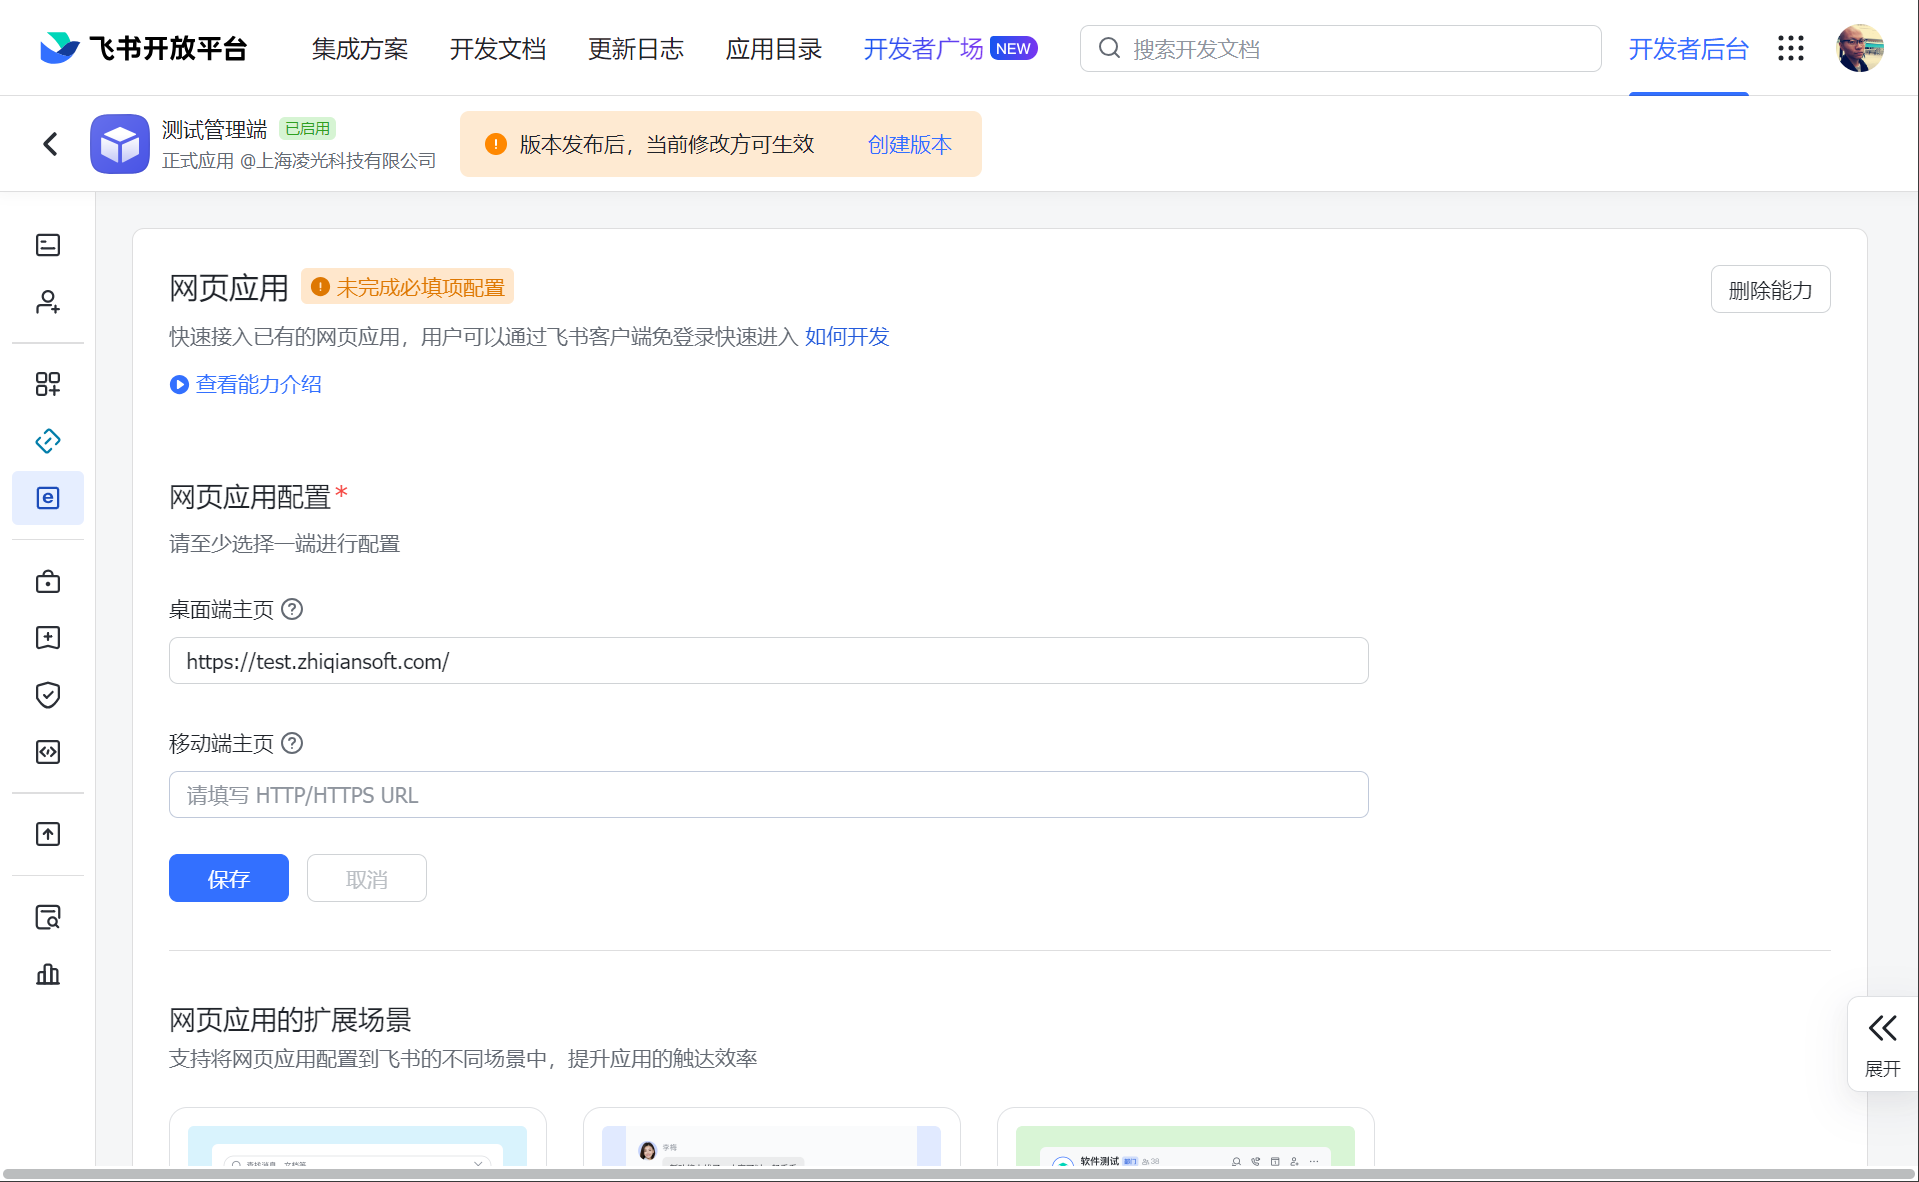 飞书开放平台
集成方案
开发文档
更新日志
应用目录
开发者广场 NEW
搜索开发文档
开发者后台
测试管理端 已启用
正式应用 @上海凌光科技有限公司
版本发布后，当前修改方可生效 创建版本
网页应用 未完成必填项配置
删除能力
快速接入已有的网页应用，用户可以通过飞书客户端免登录快速进入 如何开发
查看能力介绍
网页应用配置*
请至少选择一端进行配置
桌面端主页
https://test.zhiqiansoft.com/
移动端主页
请填写 HTTP/HTTPS URL
保存 取消
网页应用的扩展场景
支持将网页应用配置到飞书的不同场景中，提升应用的触达效率
展开
李梅
软件测试 部门 38